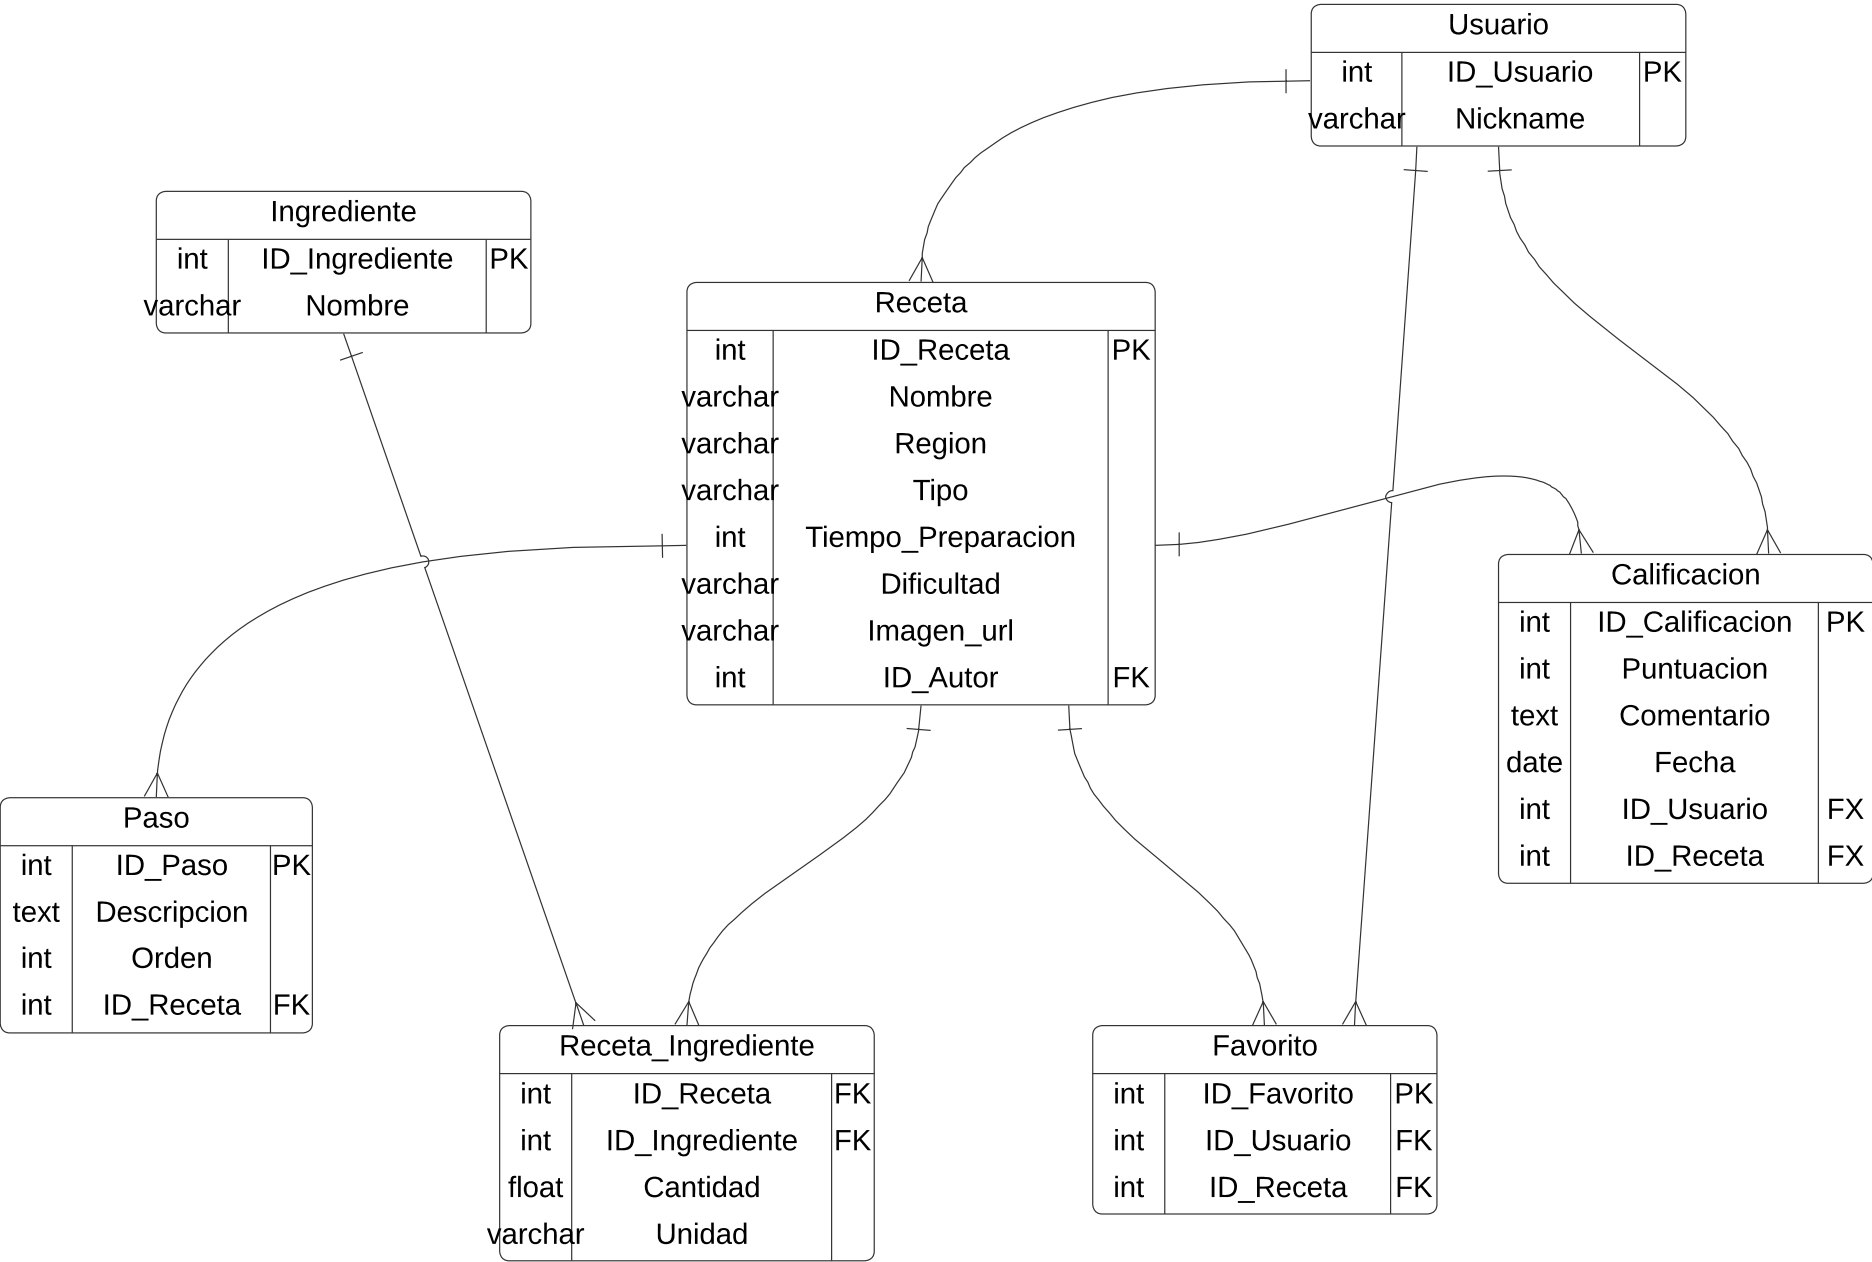 Usuario
int ID_Usuario PK
varchar Nickname
Ingrediente
int ID_Ingrediente PK
varchar Nombre
Receta
int ID_Receta PK
varchar Nombre
varchar Region
varchar Tipo
int Tiempo_Preparacion
varchar Dificultad
varchar Imagen_url
int ID_Autor FK
Calificacion
int ID_Calificacion PK
int Puntuacion
text Comentario
date Fecha
int ID_Usuario FX
int ID_Receta FX
Paso
int ID_Paso PK
text Descripcion
int Orden
int ID_Receta FK
Receta_Ingrediente
int ID_Receta FK
int ID_Ingrediente FK
float Cantidad
varchar Unidad
Favorito
int ID_Favorito PK
int ID_Usuario FK
int ID_Receta FK